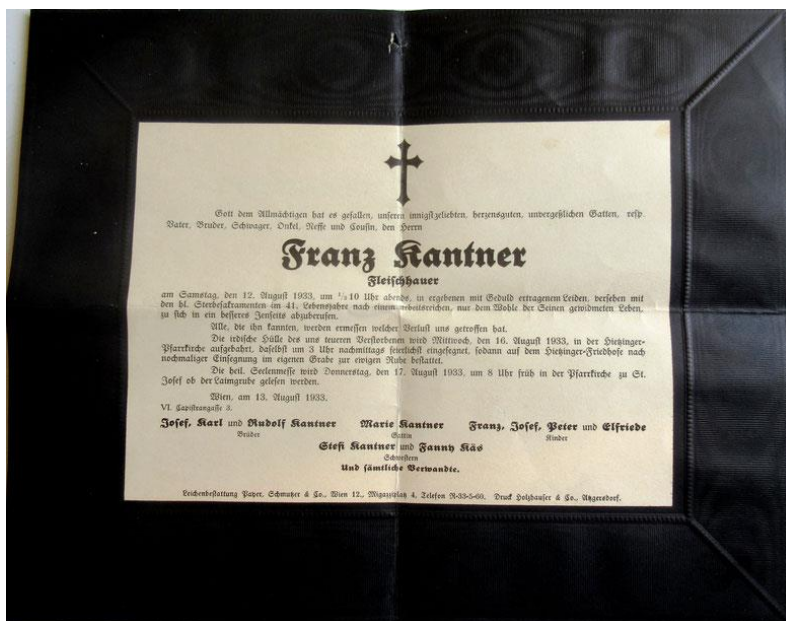 Gott dem Allmächtigen hat es gefallen, unseren innigstgeliebten, herzensguten, unvergeßlichen Gatten, resp.
Vater, Bruder, Schwager, Onkel, Neffe und Cousin, den Herrn
Franz Kantner
Fleischhauer
am Samstag, den 12. August 1933, um ½10 Uhr abends, in ergebenen mit Geduld ertragenem Leiden, versehen mit
den hl. Sterbesakramenten im 41. Lebensjahre nach einem arbeitsreichen, nur dem Wohle der Seinen gewidmeten Leben,
zu sich in ein besseres Jenseits abzuberufen.
Alle, die ihn kannten, werden ermessen welcher Verlust uns getroffen hat.
Die irdische Hülle des uns teueren Verstorbenen wird Mittwoch, den 16. August 1933, in der Hietzinger-
Pfarrkirche aufgebahrt, daselbst um 3 Uhr nachmittags feierlichst eingesegnet, sodann auf dem Hietzinger-Friedhofe nach
nochmaliger Einsegnung im eigenen Grabe zur ewigen Ruhe bestattet.
Die heil. Seelenmesse wird Donnerstag, den 17. August 1933, um 8 Uhr früh in der Pfarrkirche zu St.
Josef ob der Laimgrube gelesen werden.
Wien, am 13. August 1933.
VI. Capistrangasse 3.
Josef, Karl und Rudolf Kantner Marie Kantner Franz, Josef, Peter und Elfriede
Brüder Gattin Kinder
Stefi Kantner und Fanny Käs
Schwestern
Und sämtliche Verwandte.
Leichenbestattung Payer, Schmutzer & Co., Wien 12., Migazziplatz 4, Telefon R-33-5-60. Druck Holzhauser & Co., Atzgersdorf.